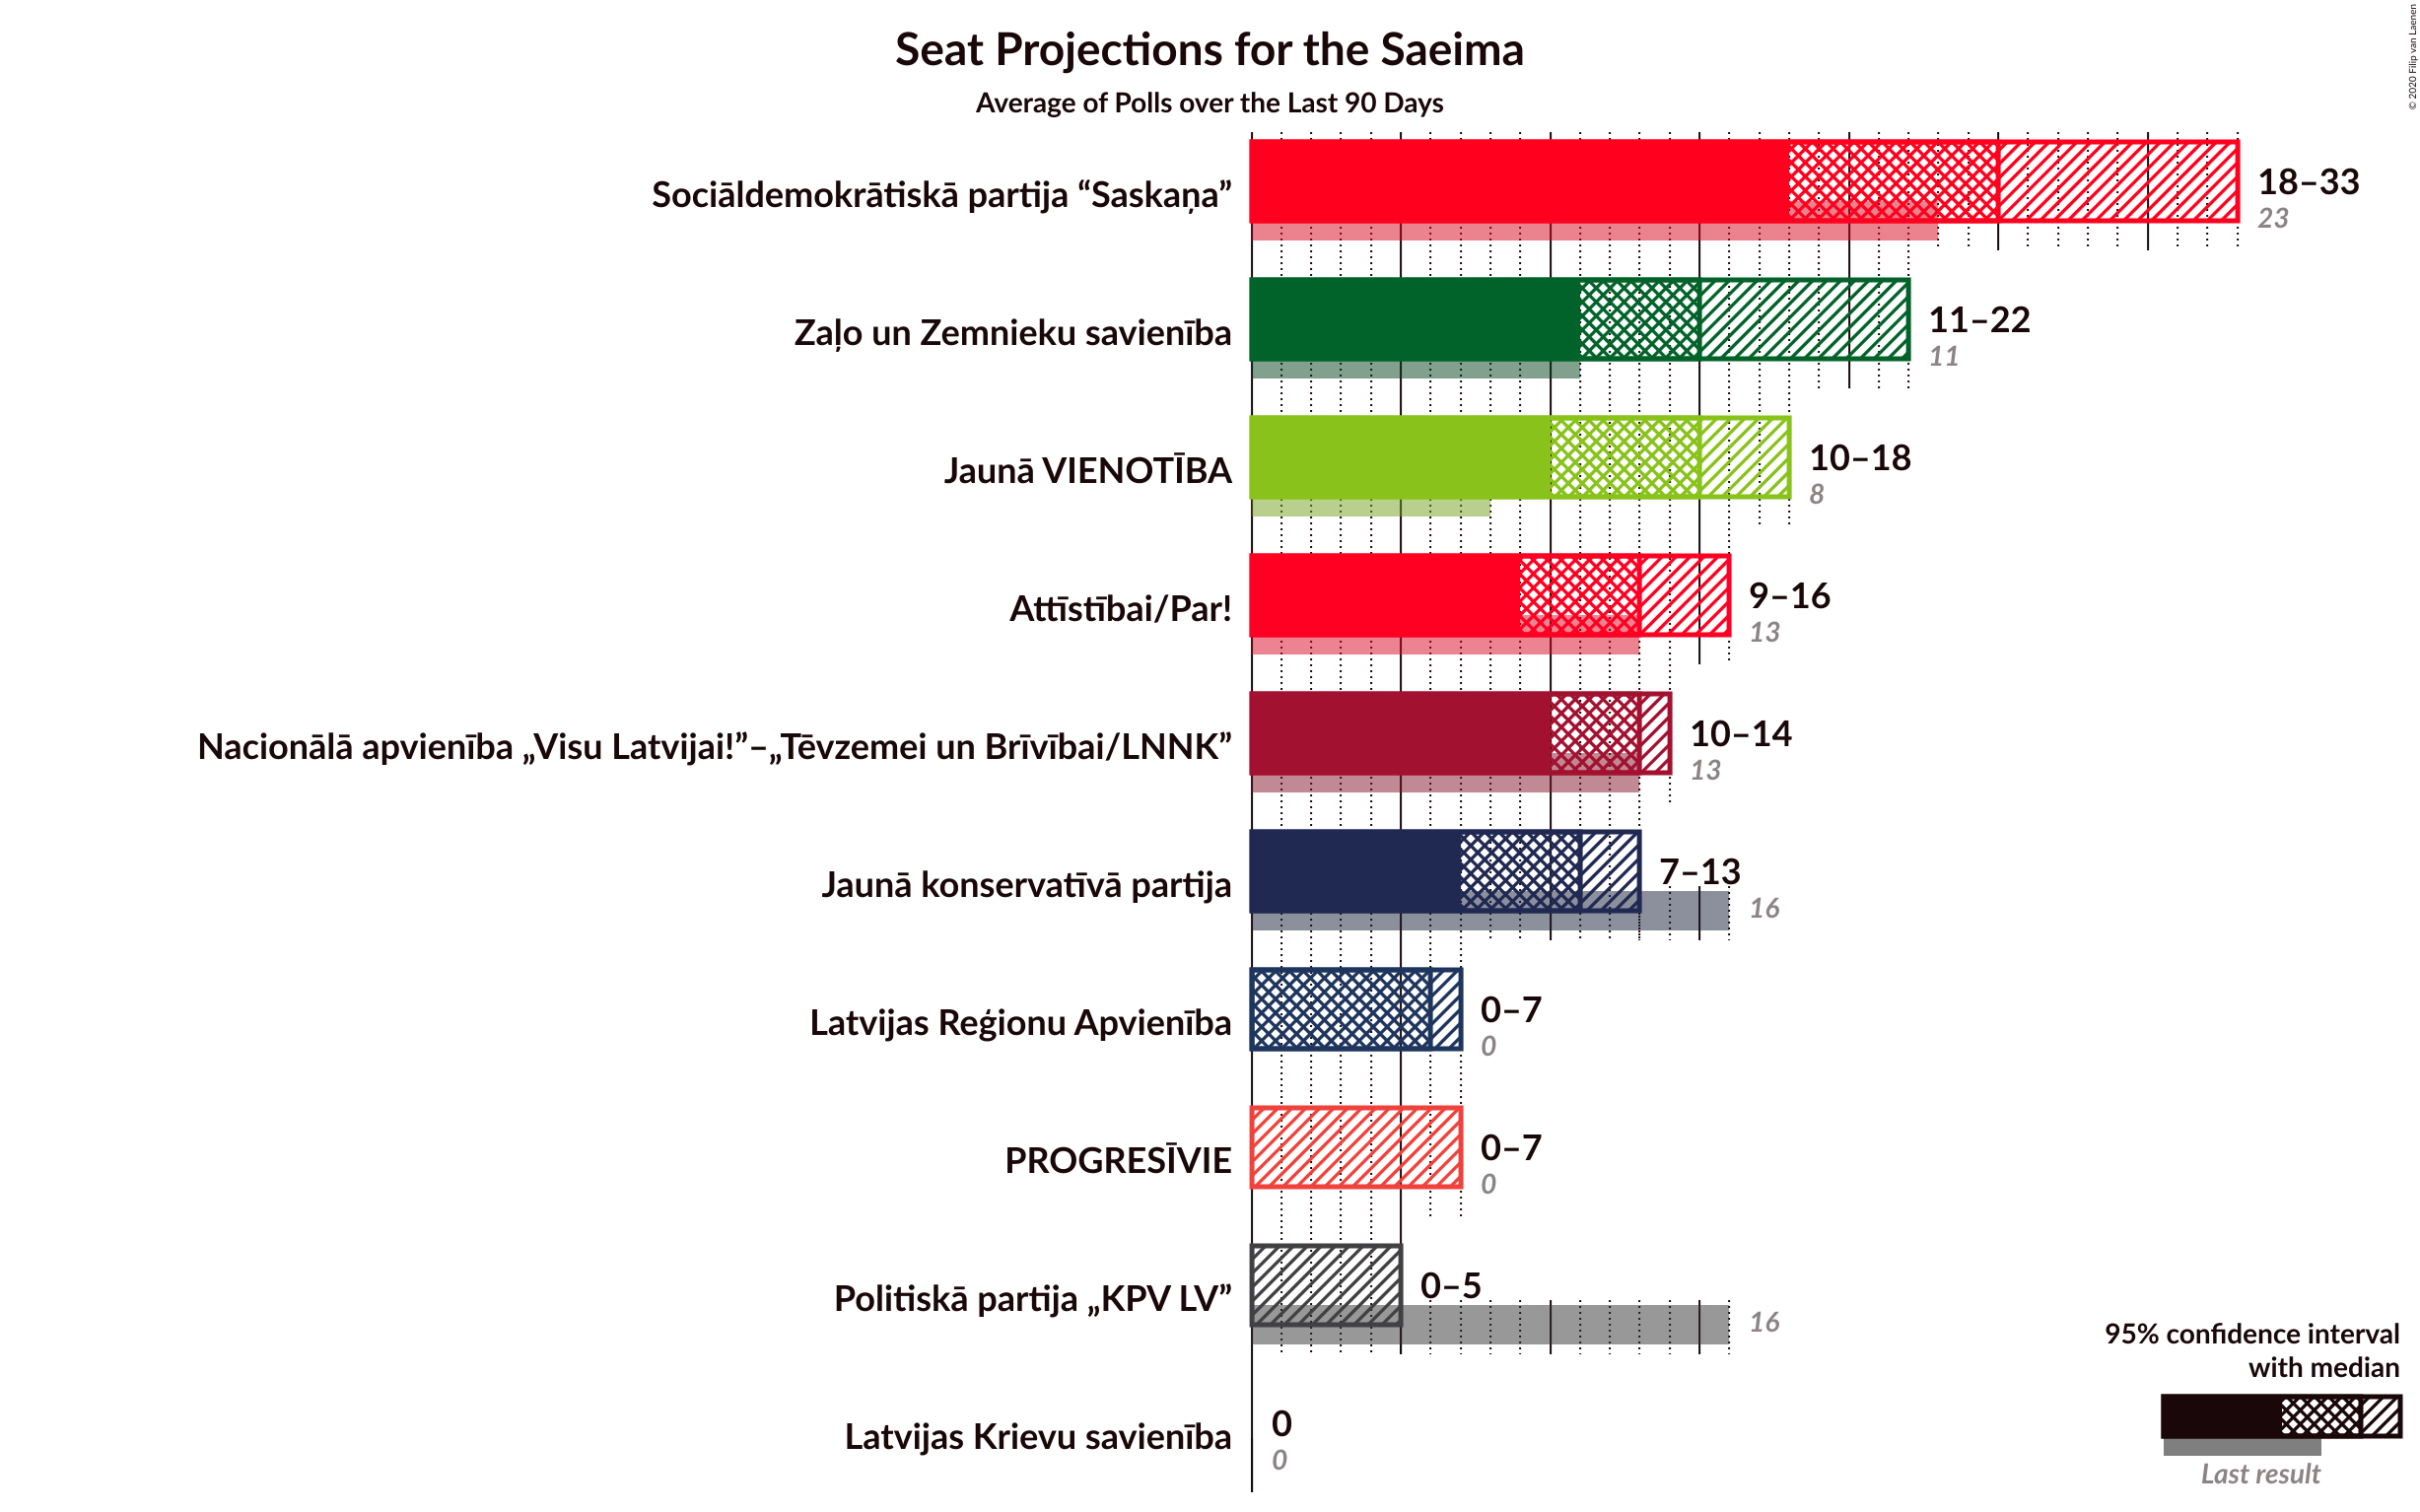 Seat Projections for the Saeima
Average of Polls over the Last 90 Days
© 2020 Filip van Laenen
Sociāldemokrātiskā partija “Saskaņa”
18–33
23
Zaļo un Zemnieku savienība
11–22
11
Jaunā VIENOTĪBA
10–18
8
Attīstībai/Par!
9–16
13
Nacionālā apvienība „Visu Latvijai!”–„Tēvzemei un Brīvībai/LNNK”
10–14
13
Jaunā konservatīvā partija
7–13
16
Latvijas Reģionu Apvienība
0–7
0
PROGRESĪVIE
0–7
0
Politiskā partija „KPV LV”
0–5
16
Latvijas Krievu savienība
0
0
95% confidence interval
with median
Last result